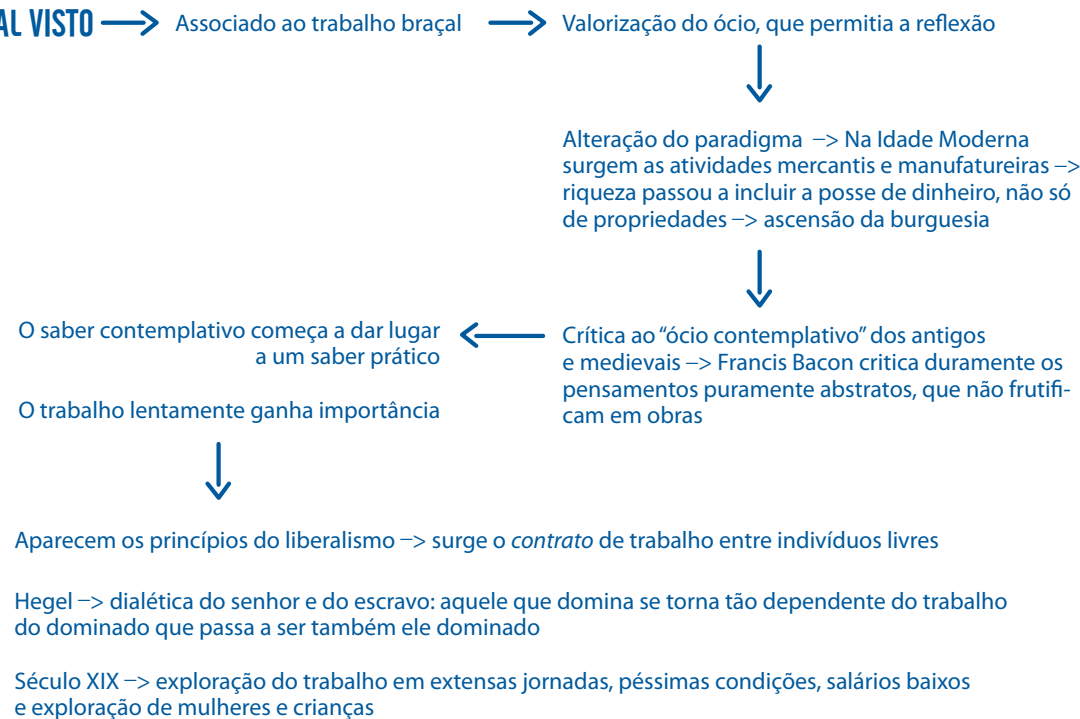 AL VISTO Associado ao trabalho braçal Valorização do ócio, que permitia a reflexão
Alteração do paradigma –> Na Idade Moderna
surgem as atividades mercantis e manufatureiras –>
riqueza passou a incluir a posse de dinheiro, não só
de propriedades –> ascensão da burguesia
Crítica ao “ócio contemplativo” dos antigos
e medievais –> Francis Bacon critica duramente os
pensamentos puramente abstratos, que não frutifi-
cam em obras
O saber contemplativo começa a dar lugar
a um saber prático
O trabalho lentamente ganha importância
Aparecem os princípios do liberalismo –> surge o contrato de trabalho entre indivíduos livres
Hegel –> dialética do senhor e do escravo: aquele que domina se torna tão dependente do trabalho
do dominado que passa a ser também ele dominado
Século XIX –> exploração do trabalho em extensas jornadas, péssimas condições, salários baixos
e exploração de mulheres e crianças